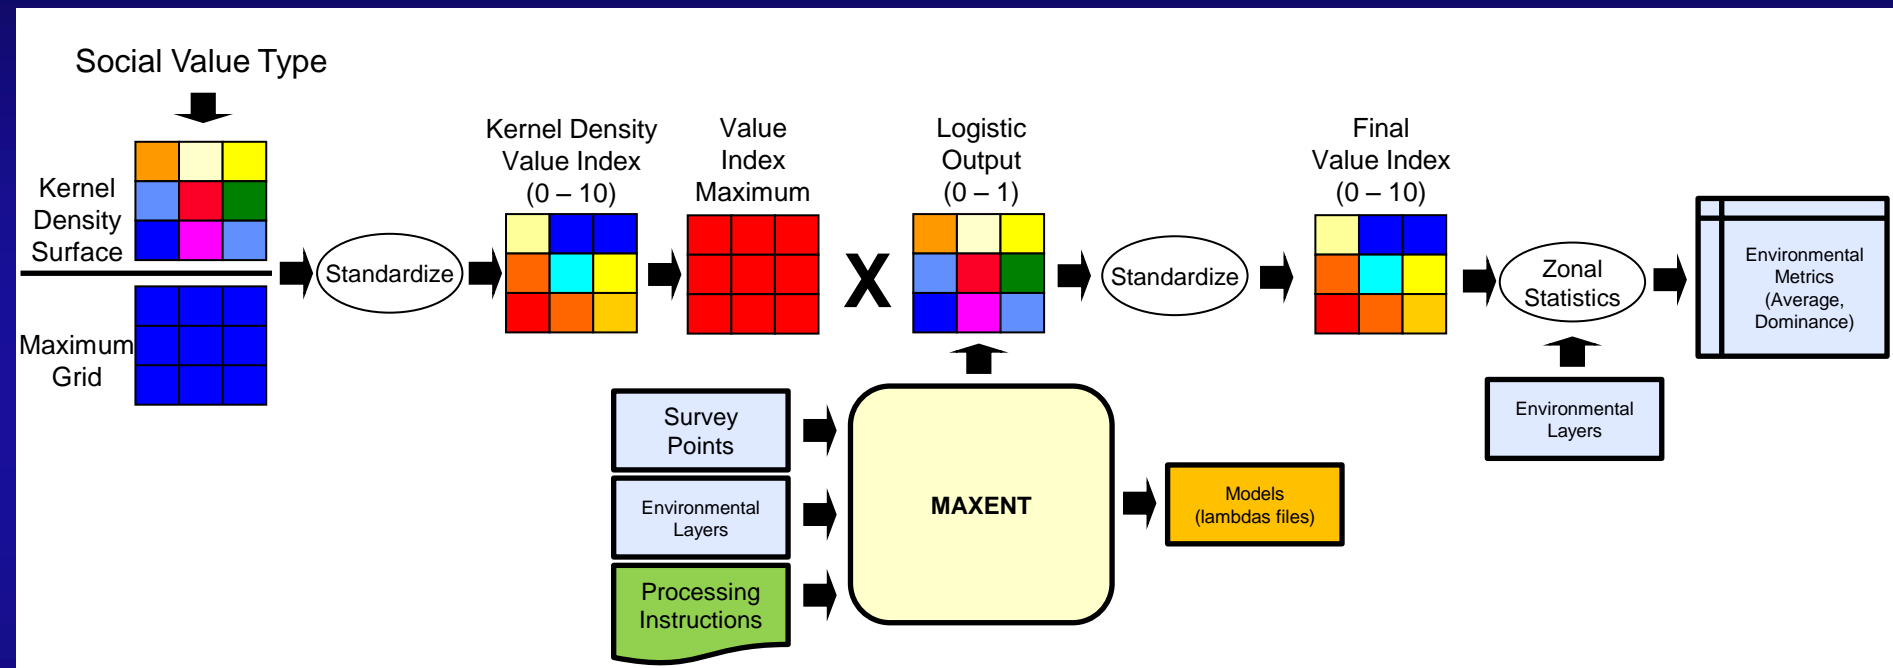 Social Value Type
Kernel
Density
Surface
Maximum
Grid
Standardize
Kernel Density
Value Index
(0 – 10)
Value
Index
Maximum
X
Logistic
Output
(0 – 1)
Standardize
Final
Value Index
(0 – 10)
Zonal
Statistics
Environmental
Metrics
(Average,
Dominance)
Environmental
Layers
Survey
Points
Environmental
Layers
Processing
Instructions
MAXENT
Models
(lambdas files)